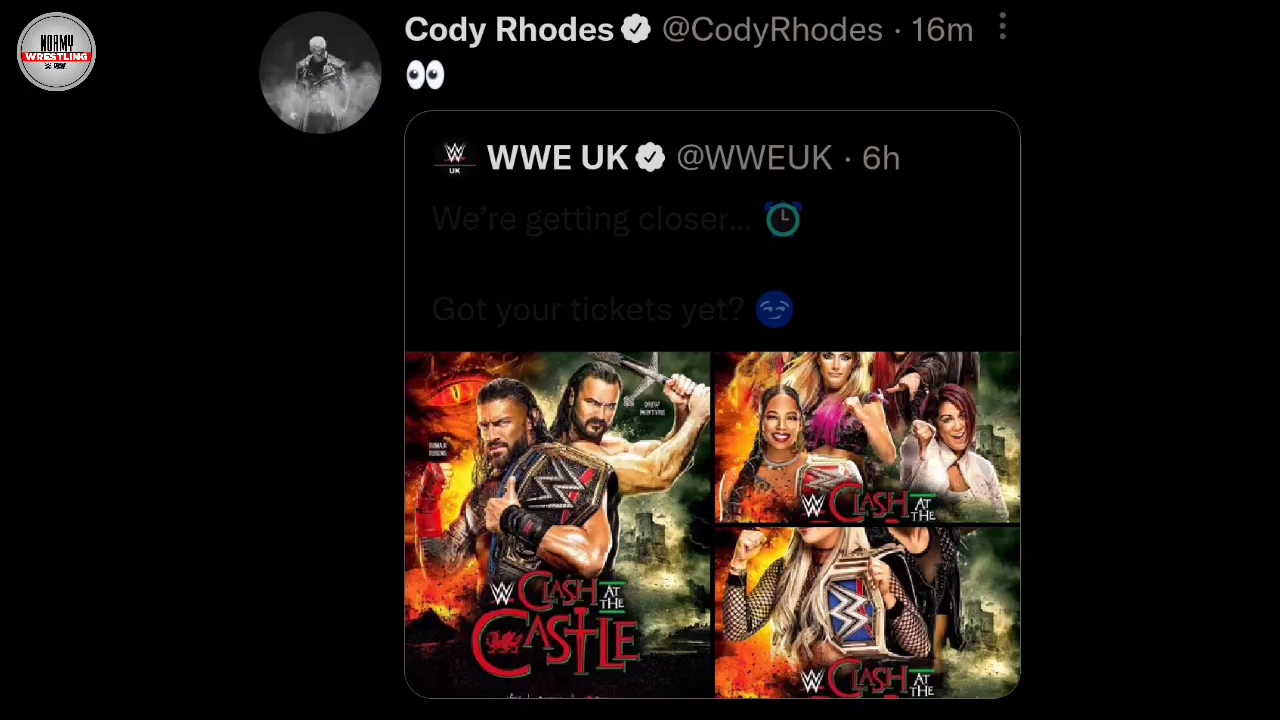 NORMY
WRESTLING
Cody Rhodes @CodyRhodes · 16m
👀
WWE UK @WWEUK · 6h
UK
We're getting closer... ⏰
Got your tickets yet? 😏
DREW
McINTYRE
ROMAN
REIGNS
W CLASH AT
THE
CASTLE
W CLASH AT
THE
W CLASH AT
THE